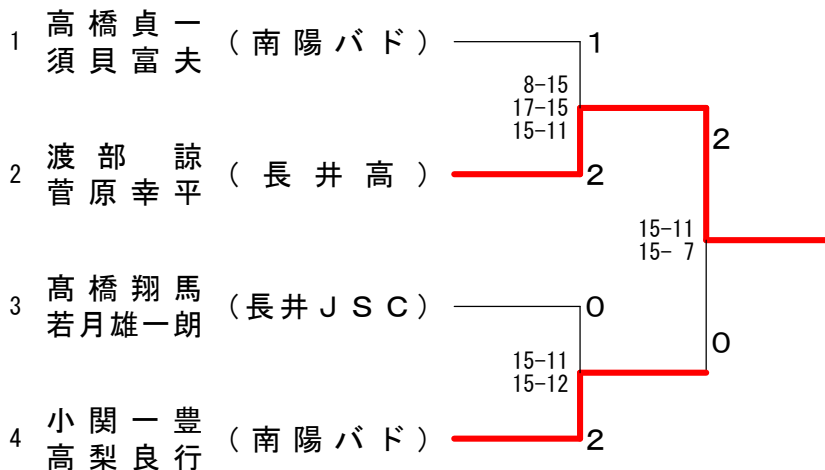 1 高橋貞一 須貝富夫 (南陽バド) 1
8-15
17-15
15-11
2 渡部 諒 菅原幸平 (長井高) 2
2
15-11
15- 7
3 髙橋翔馬 若月雄一朗 (長井JSC) 0
0
15-11
15-12
4 小関一豊 高梨良行 (南陽バド) 2